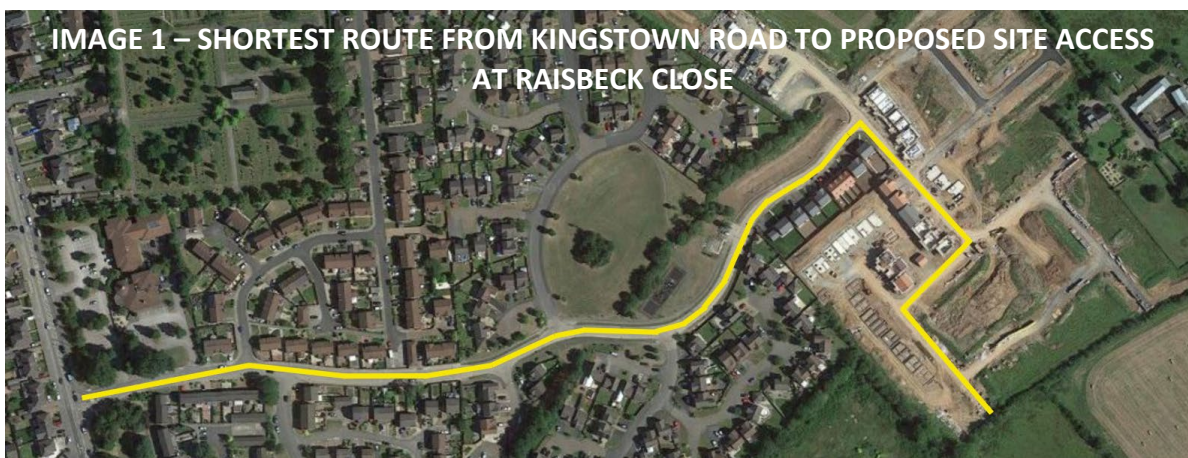 IMAGE 1 – SHORTEST ROUTE FROM KINGSTOWN ROAD TO PROPOSED SITE ACCESS
AT RAISBECK CLOSE